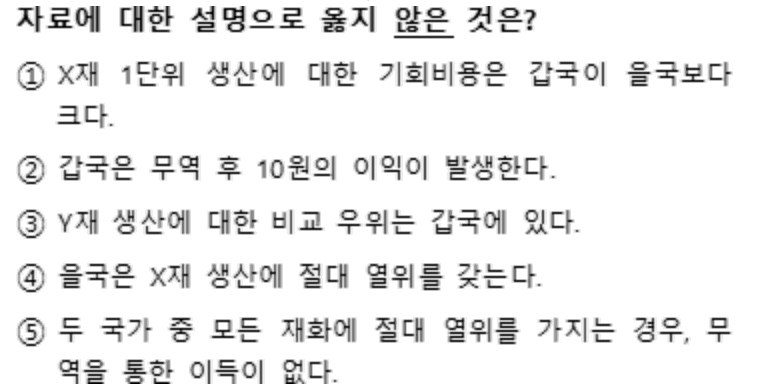 자료에 대한 설명으로 옳지 않은 것은?
① X재 1단위 생산에 대한 기회비용은 갑국이 을국보다
크다.
② 갑국은 무역 후 10원의 이익이 발생한다.
③ Y재 생산에 대한 비교 우위는 갑국에 있다.
④ 을국은 X재 생산에 절대 열위를 갖는다.
⑤ 두 국가 중 모든 재화에 절대 열위를 가지는 경우, 무
역을 통한 이득이 없다.